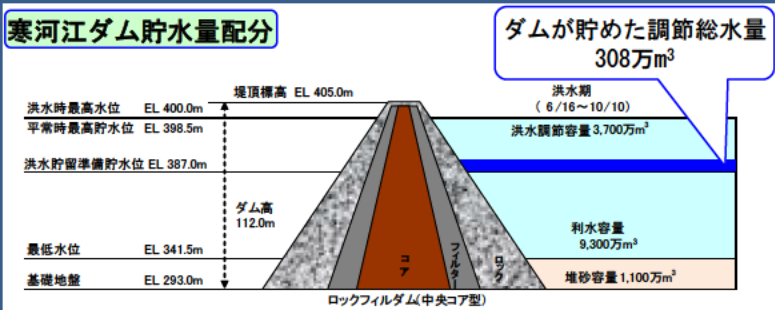 寒河江ダム貯水量配分
ダムが貯めた調節総水量
308万m³
堤頂標高 EL 405.0m
洪水期
( 6/16～10/10)
洪水時最高水位 EL 400.0m
平常時最高貯水位 EL 398.5m
洪水調節容量3,700万m³
洪水貯留準備貯水位 EL 387.0m
ダム高
112.0m
利水容量
9,300万m³
最低水位 EL 341.5m
コア
フィルター
ロック
基礎地盤 EL 293.0m
堆砂容量1,100万m³
ロックフィルダム(中央コア型)